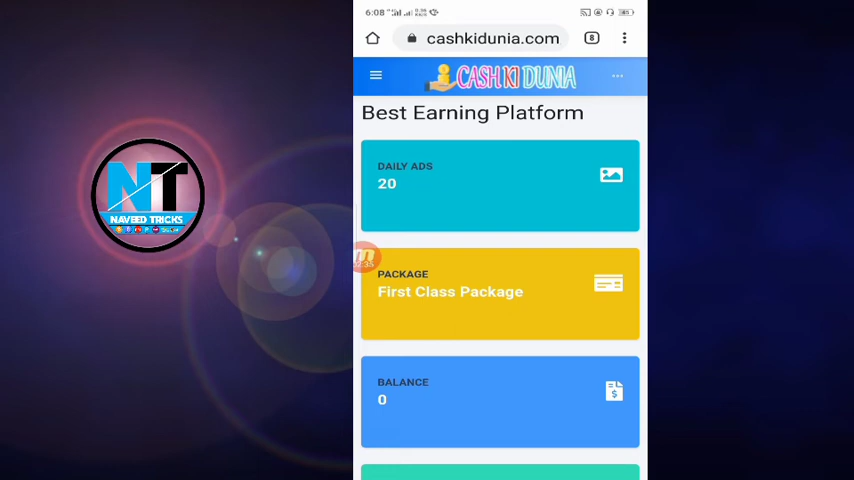 6:08
cashkidunia.com
8
CASH KI DUNIA
Best Earning Platform
DAILY ADS
20
PACKAGE
First Class Package
BALANCE
0
NT
NAVEED TRICKS